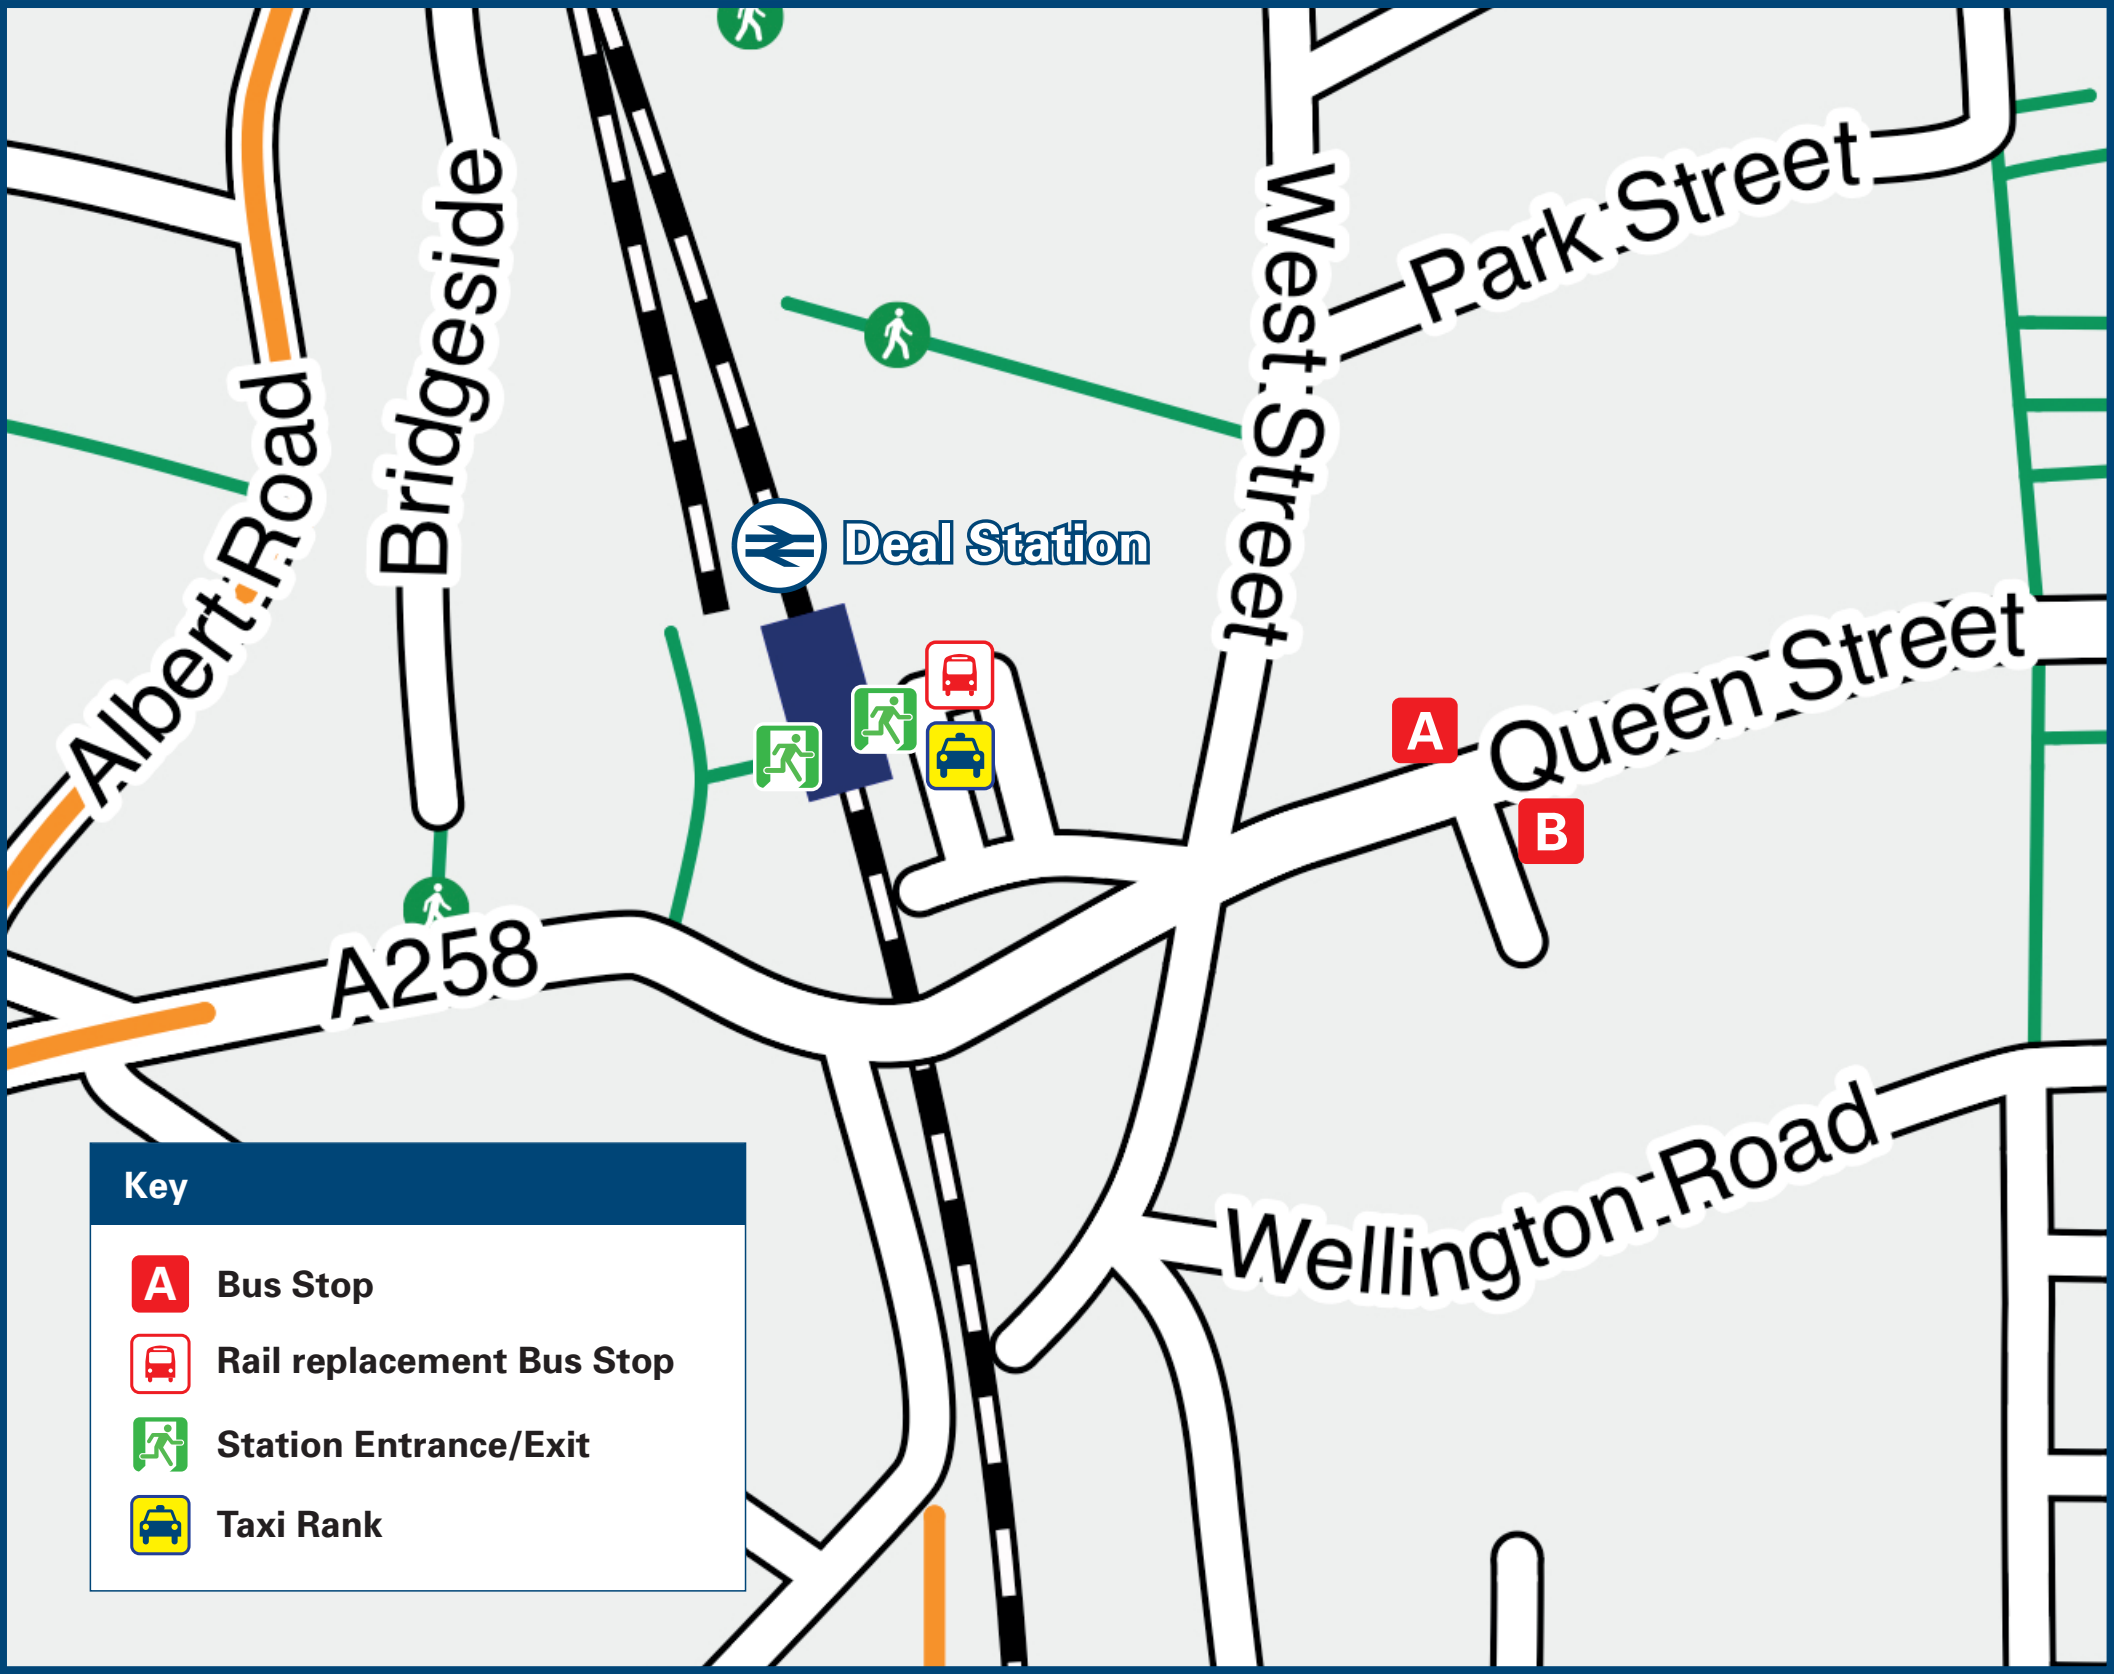 Bridgeside
West Street
Park Street
Albert Road
Deal Station
Queen Street
A
B
A258
Wellington Road
Key
A Bus Stop
Rail replacement Bus Stop
Station Entrance/Exit
Taxi Rank